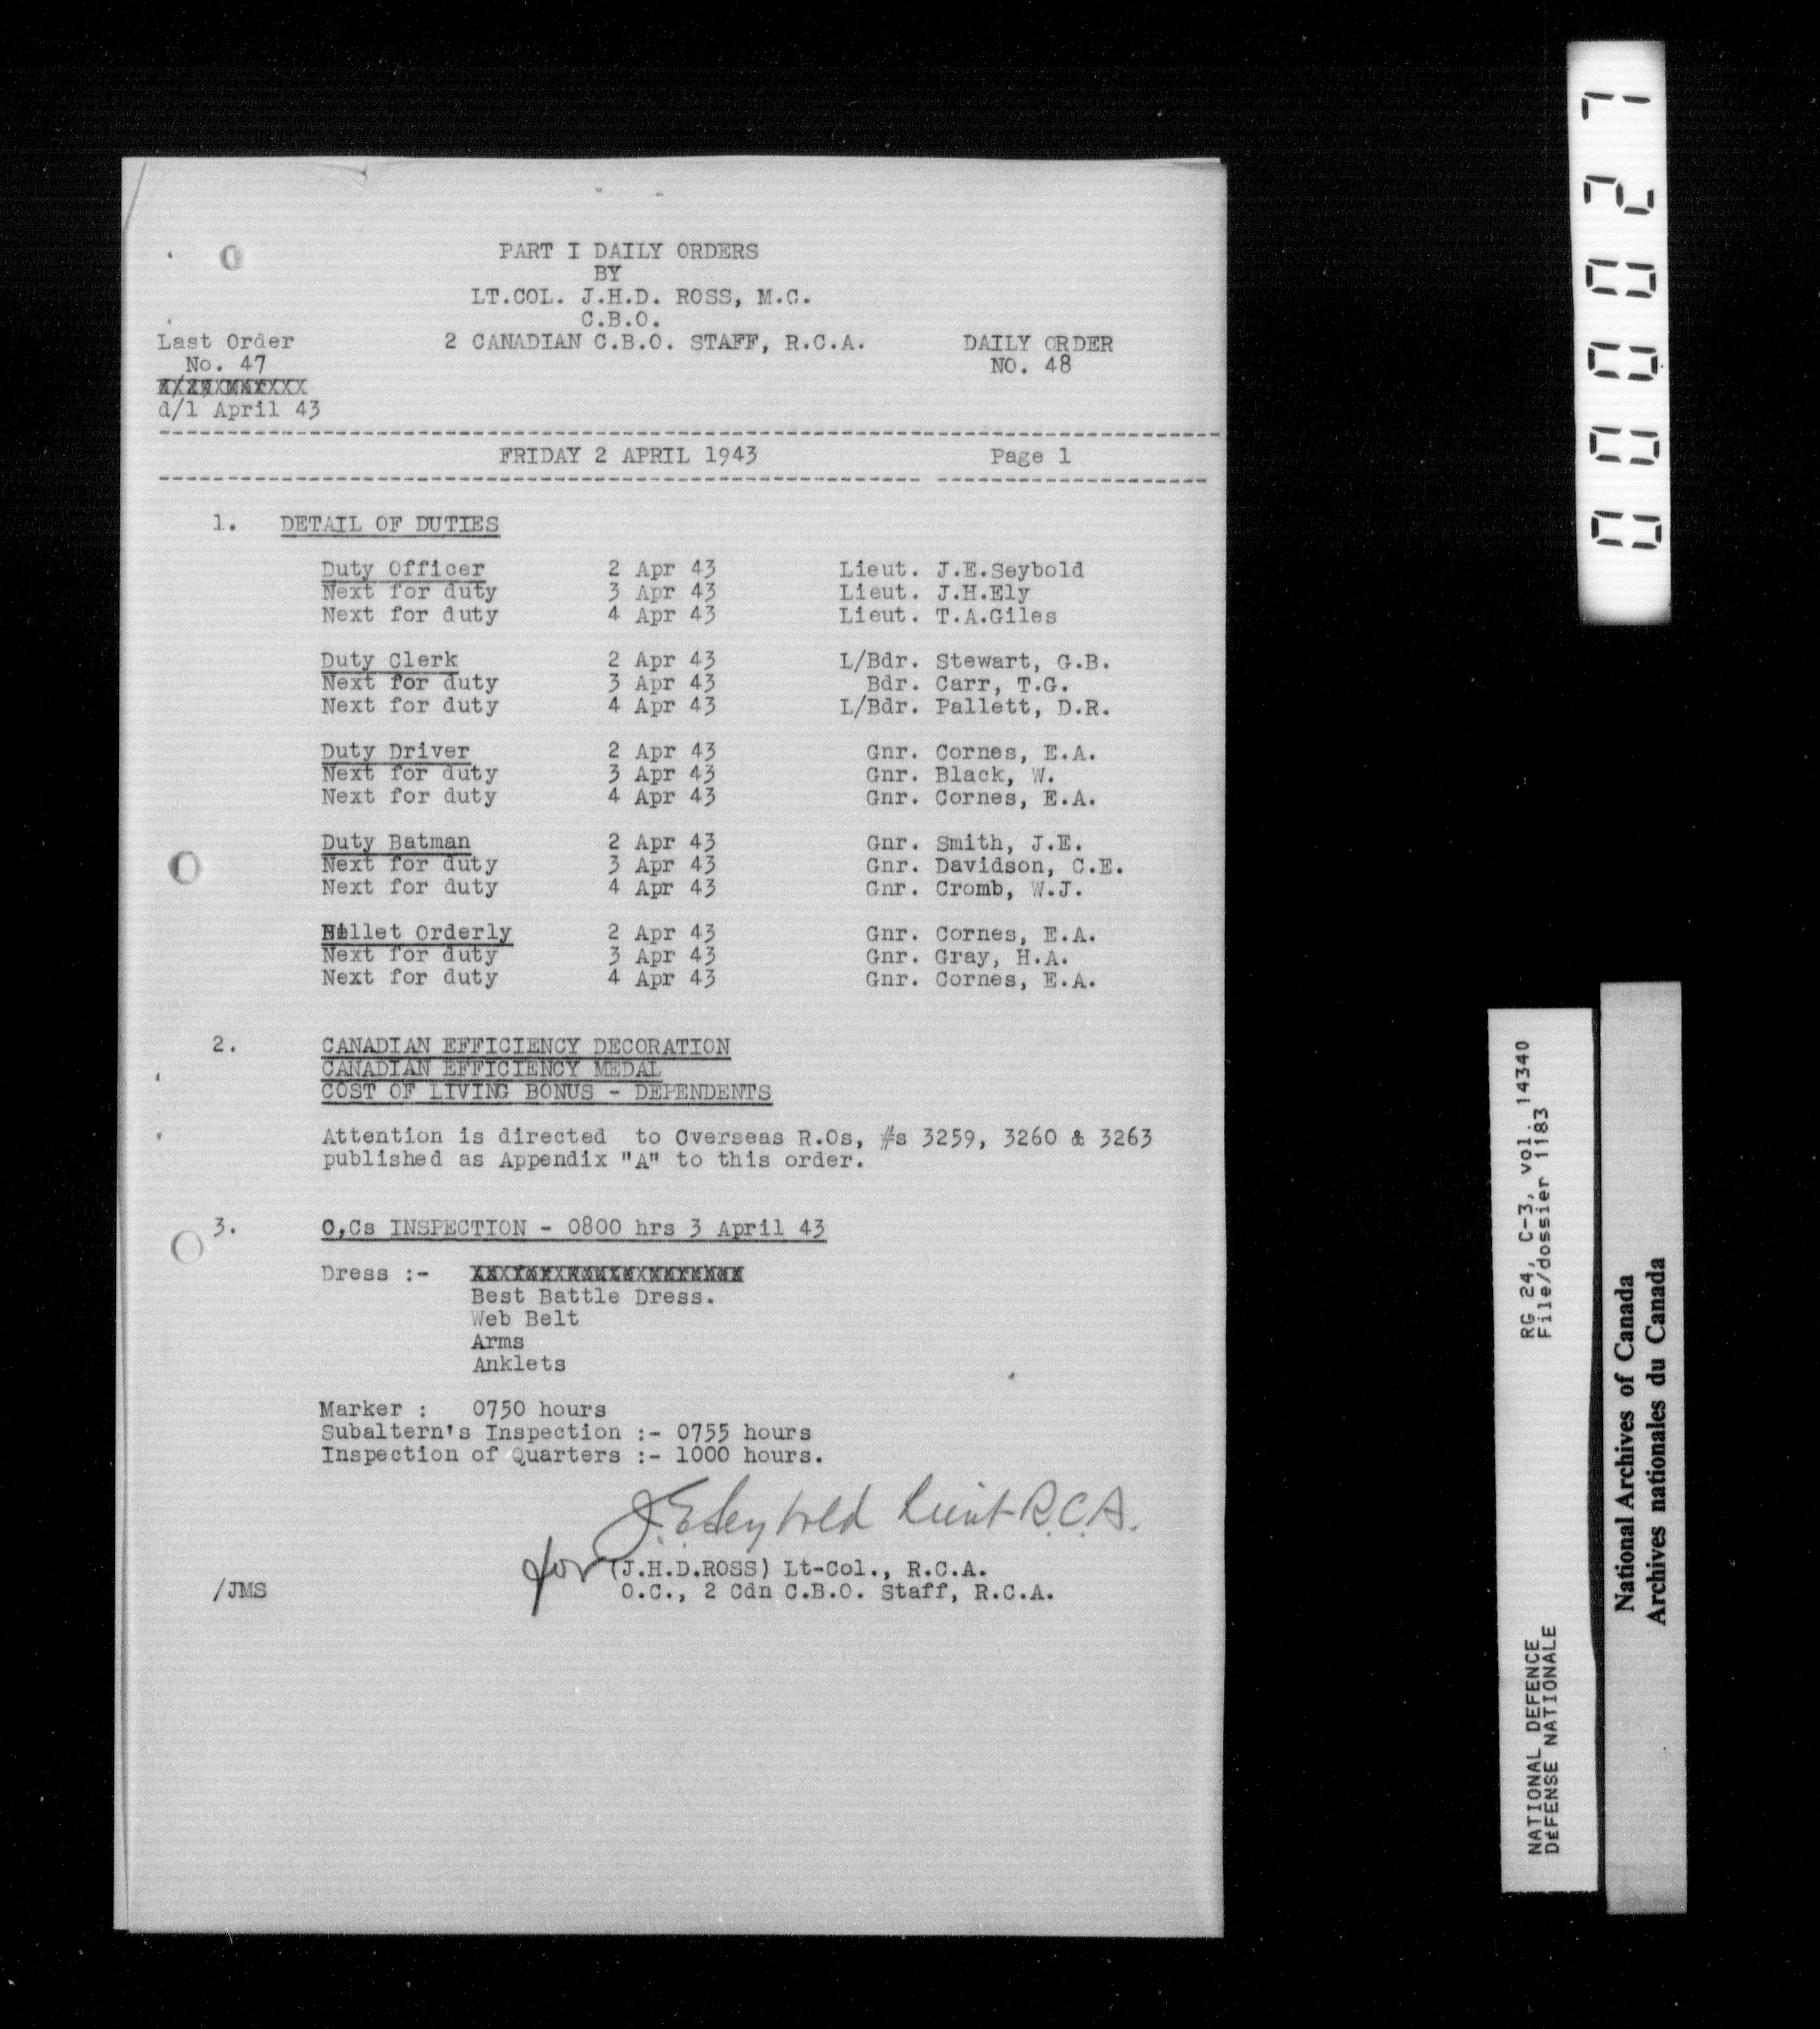 PART I DAILY ORDERS
BY
LT.COL. J.H.D. ROSS, M.C.
C.B.O.
Last Order 2 CANADIAN C.B.O. STAFF, R.C.A. DAILY ORDER
No. 47 NO. 48
d/1 April 43
FRIDAY 2 APRIL 1943 Page 1
1. DETAIL OF DUTIES
Duty Officer 2 Apr 43 Lieut. J.E.Seybold
Next for duty 3 Apr 43 Lieut. J.H.Ely
Next for duty 4 Apr 43 Lieut. T.A.Giles
Duty Clerk 2 Apr 43 L/Bdr. Stewart, G.B.
Next for duty 3 Apr 43 Bdr. Carr, T.G.
Next for duty 4 Apr 43 L/Bdr. Pallett, D.R.
Duty Driver 2 Apr 43 Gnr. Cornes, E.A.
Next for duty 3 Apr 43 Gnr. Black, W.
Next for duty 4 Apr 43 Gnr. Cornes, E.A.
Duty Batman 2 Apr 43 Gnr. Smith, J.E.
Next for duty 3 Apr 43 Gnr. Davidson, C.E.
Next for duty 4 Apr 43 Gnr. Cromb, W.J.
Billet Orderly 2 Apr 43 Gnr. Cornes, E.A.
Next for duty 3 Apr 43 Gnr. Gray, H.A.
Next for duty 4 Apr 43 Gnr. Cornes, E.A.
2. CANADIAN EFFICIENCY DECORATION
CANADIAN EFFICIENCY MEDAL
COST OF LIVING BONUS - DEPENDENTS
Attention is directed to Overseas R.Os, #s 3259, 3260 & 3263
published as Appendix "A" to this order.
3. O,Cs INSPECTION - 0800 hrs 3 April 43
Dress :-
Best Battle Dress.
Web Belt
Arms
Anklets
Marker : 0750 hours
Subaltern's Inspection :- 0755 hours
Inspection of Quarters :- 1000 hours.
J.E.Seybold Lieut R.C.A.
for (J.H.D.ROSS) Lt-Col., R.C.A.
/JMS O.C., 2 Cdn C.B.O. Staff, R.C.A.
000027
RG 24, C-3, vol. 14340
File/dossier 1183
NATIONAL DEFENCE
DÉFENSE NATIONALE
National Archives of Canada
Archives nationales du Canada